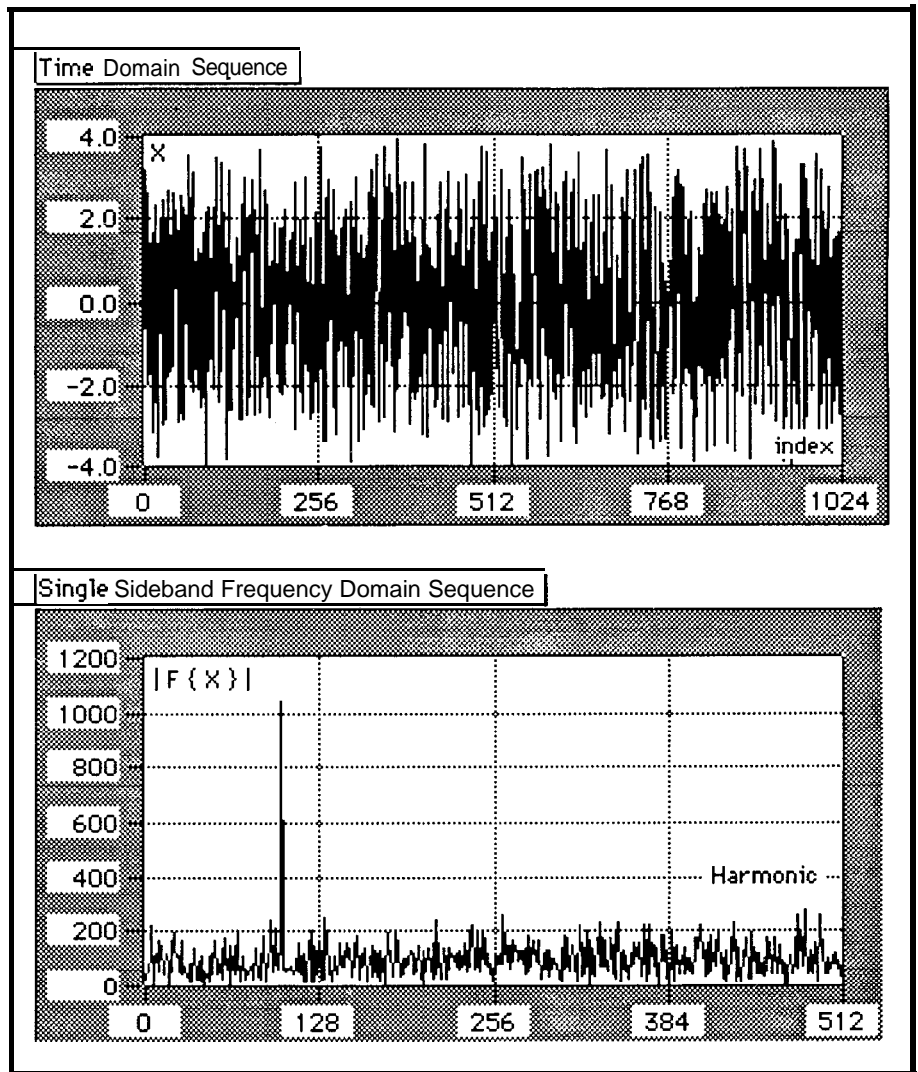 Time Domain Sequence
4.0
X
2.0
0.0
-2.0
index
-4.0
0 256 512 768 1024
Single Sideband Frequency Domain Sequence
1200
|F{X}|
1000
800
600
400
Harmonic
200
0
0 128 256 384 512